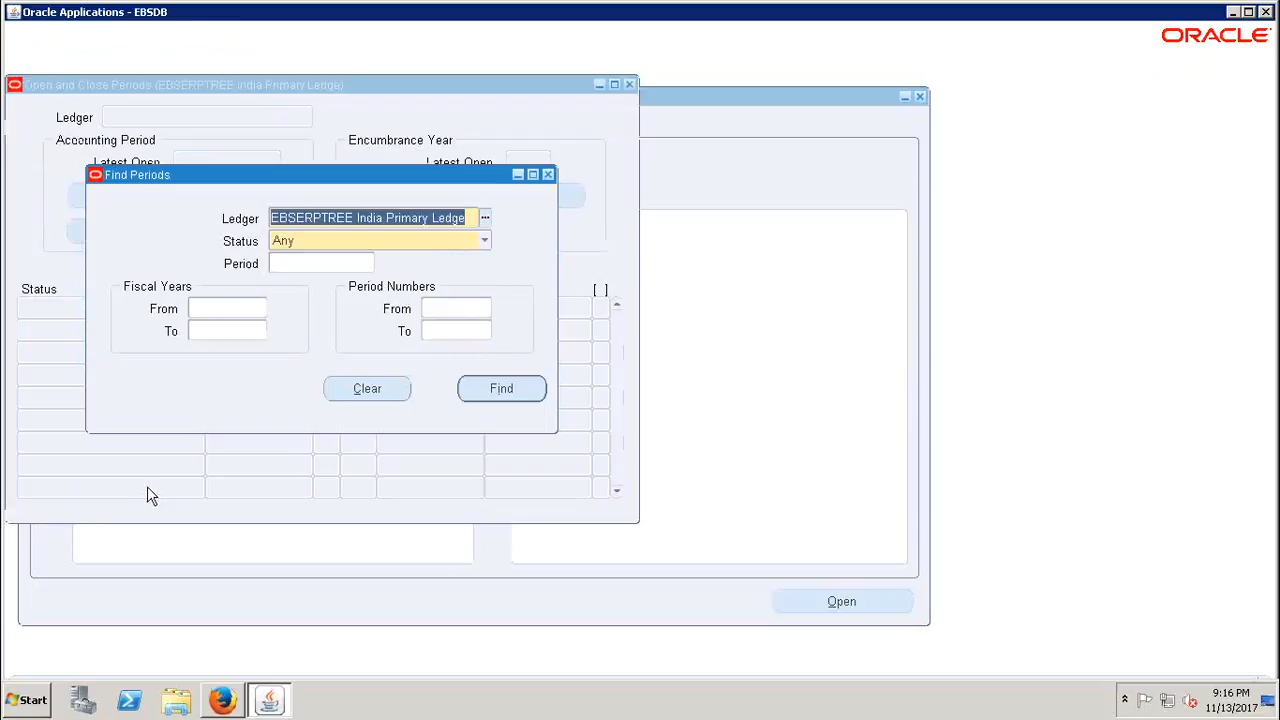 Oracle Applications - EBSDB
ORACLE
Open and Close Periods (EBSERPTREE India Primary Ledge)
Ledger
Accounting Period
Encumbrance Year
Latest Open
Latest Open
Find Periods
Ledger
EBSERPTREE India Primary Ledge
Status
Any
Period
Fiscal Years
Period Numbers
Status
[ ]
From
From
To
To
Clear
Find
Open
Start
9:16 PM
11/13/2017